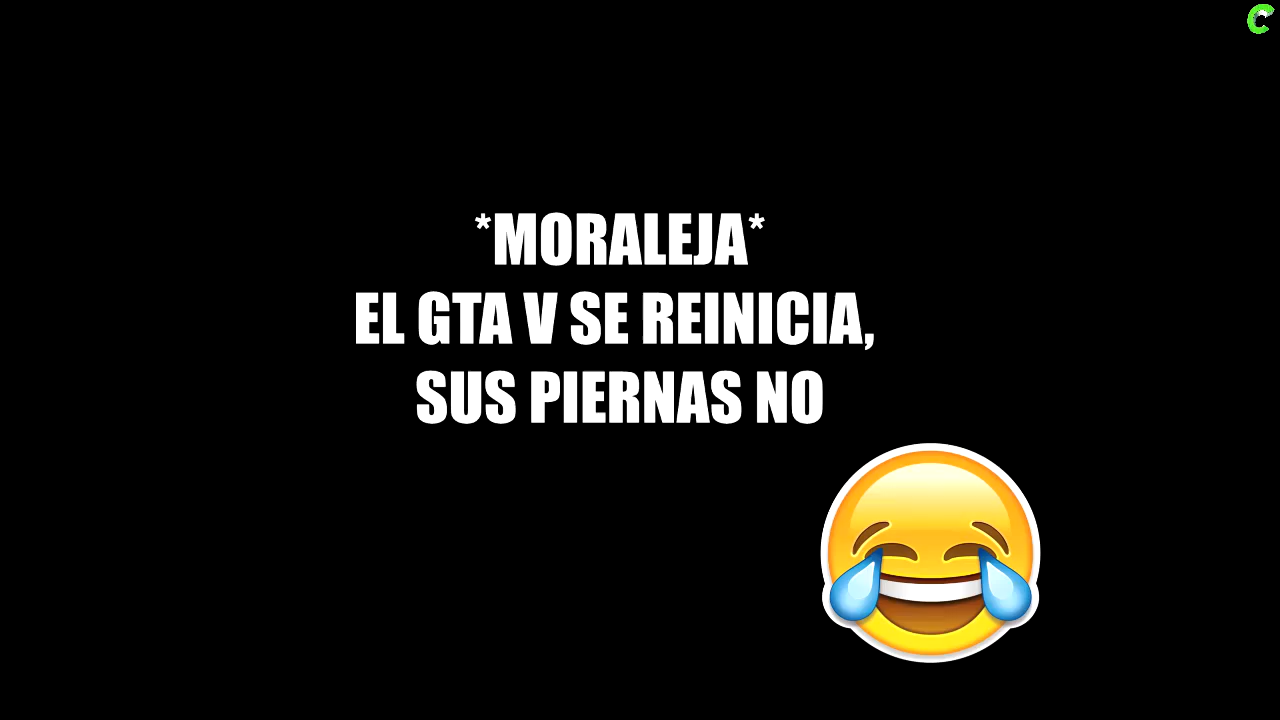 C
*MORALEJA*
EL GTA V SE REINICIA,
SUS PIERNAS NO